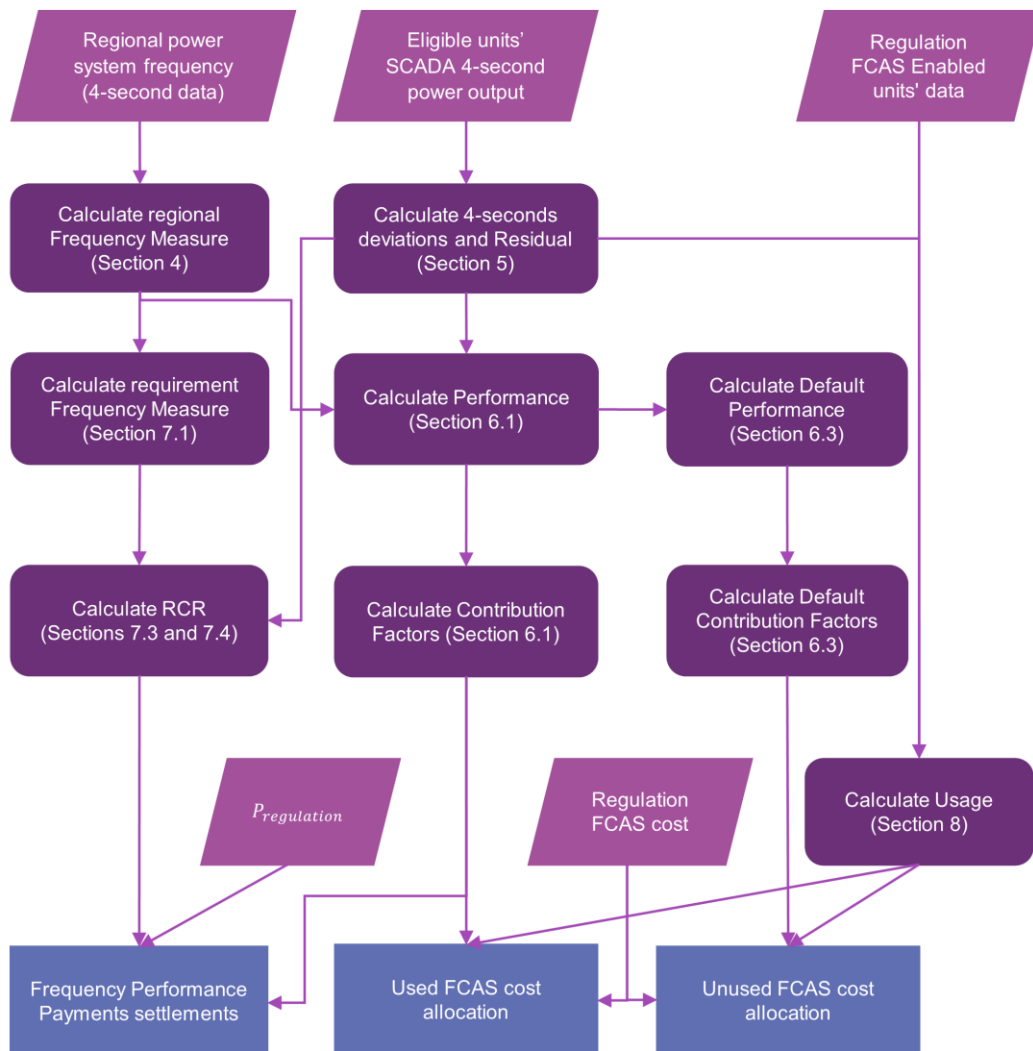 Regional power
system frequency
(4-second data)
Eligible units'
SCADA 4-second
power output
Regulation
FCAS Enabled
units' data
Calculate regional
Frequency Measure
(Section 4)
Calculate 4-seconds
deviations and Residual
(Section 5)
Calculate requirement
Frequency Measure
(Section 7.1)
Calculate Performance
(Section 6.1)
Calculate Default
Performance
(Section 6.3)
Calculate RCR
(Sections 7.3 and 7.4)
Calculate Contribution
Factors (Section 6.1)
Calculate Default
Contribution Factors
(Section 6.3)
P_regulation
Regulation
FCAS cost
Calculate Usage
(Section 8)
Frequency Performance
Payments settlements
Used FCAS cost
allocation
Unused FCAS cost
allocation